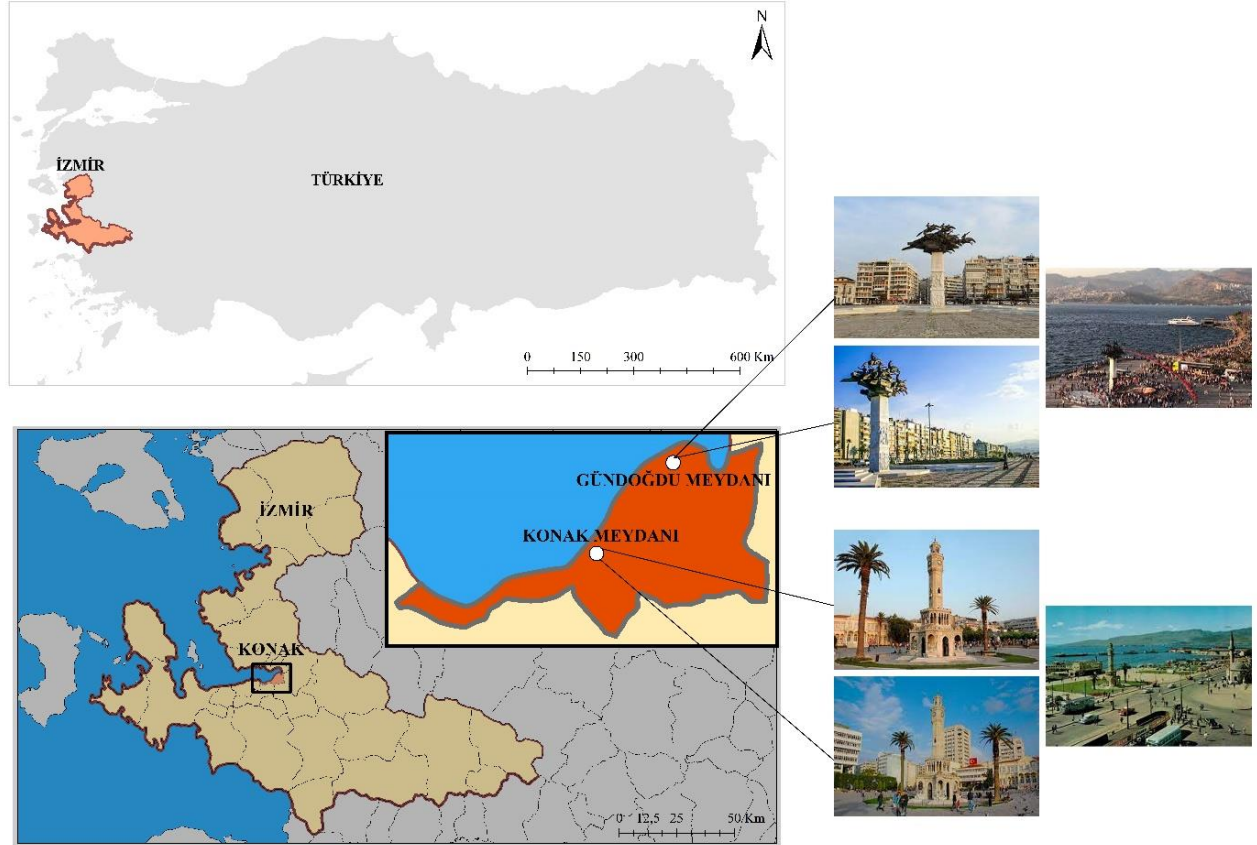 N
İZMİR
TÜRKİYE
0 150 300 600 Km
İZMİR
GÜNDOĞDU MEYDANI
KONAK MEYDANI
KONAK
0 12,5 25 50 Km